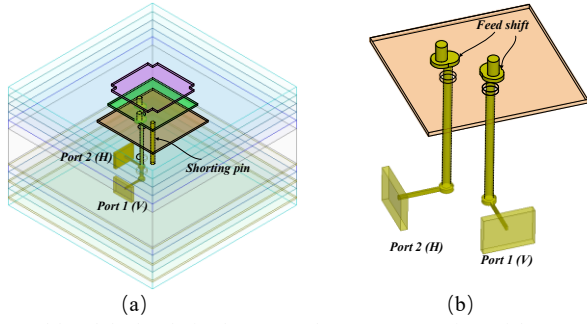 Feed shift
Port 2 (H)
Shorting pin
Port 1 (V)
Port 2 (H)
Port 1 (V)
(a)
(b)